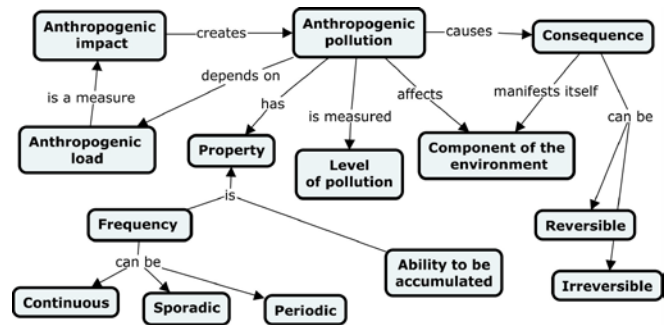 Anthropogenic
impact
creates
Anthropogenic
pollution
causes
Consequence
depends on
is a measure
has
is measured
affects
manifests itself
can be
Anthropogenic
load
Property
Level
of pollution
Component of the
environment
is
Frequency
Reversible
can be
Ability to be
accumulated
Irreversible
Continuous
Sporadic
Periodic